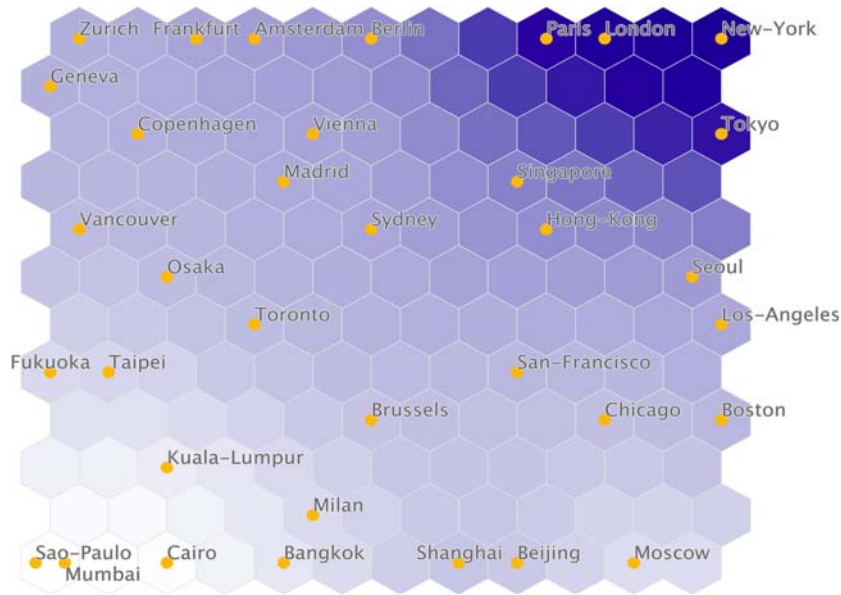 Zurich Frankfurt Amsterdam Berlin Paris London New-York
Geneva
Copenhagen Vienna Tokyo
Madrid Singapore
Vancouver Sydney Hong-Kong
Osaka Seoul
Toronto Los-Angeles
Fukuoka Taipei San-Francisco
Brussels Chicago Boston
Kuala-Lumpur
Milan
Sao-Paulo Cairo Bangkok Shanghai Beijing Moscow
Mumbai